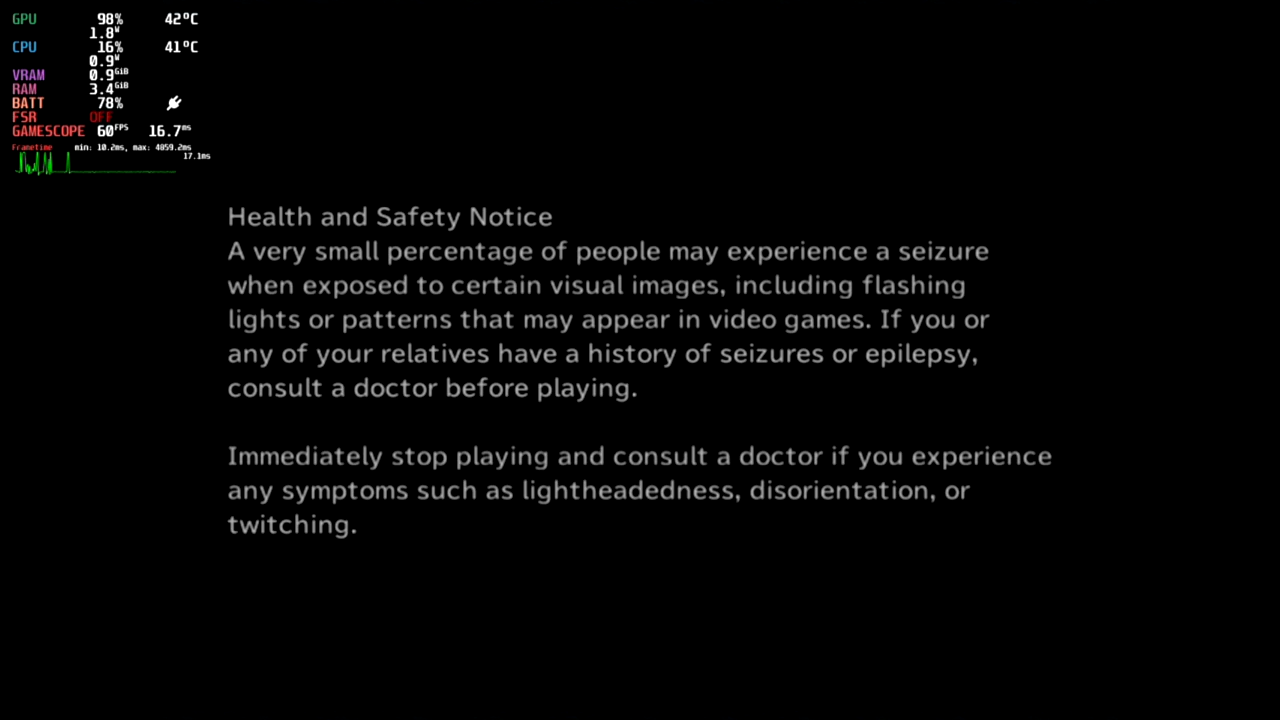 GPU 98% 42°C
1.8W
CPU 16% 41°C
0.9W
VRAM 0.9GiB
RAM 3.4GiB
BATT 78%
FSR OFF
GAMESCOPE 60FPS 16.7ms
Frametime min: 10.2ms, max: 4859.2ms
17.1ms
Health and Safety Notice
A very small percentage of people may experience a seizure
when exposed to certain visual images, including flashing
lights or patterns that may appear in video games. If you or
any of your relatives have a history of seizures or epilepsy,
consult a doctor before playing.
Immediately stop playing and consult a doctor if you experience
any symptoms such as lightheadedness, disorientation, or
twitching.